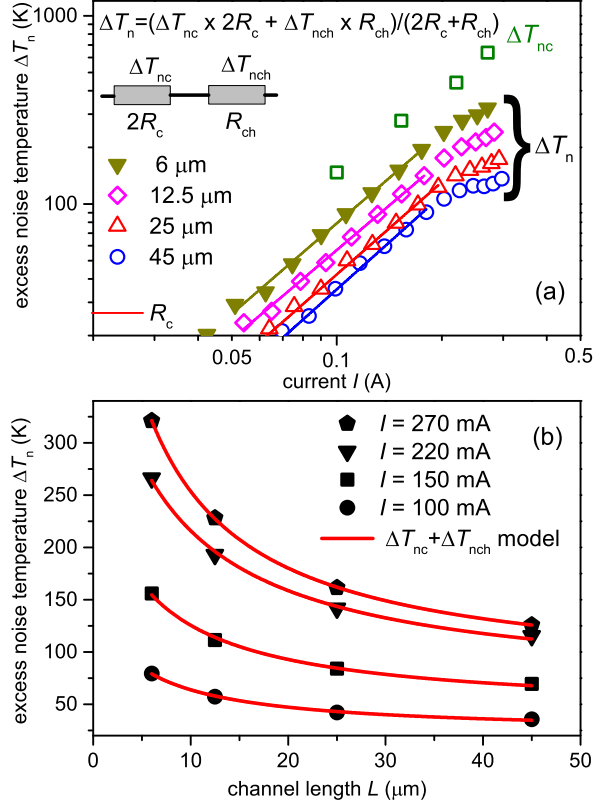 ΔTn=(ΔTnc x 2Rc + ΔTnch x Rch)/(2Rc+Rch)
1000
ΔTnc
ΔTnc ΔTnch
2Rc Rch
6 μm
12.5 μm
25 μm
45 μm
Rc
ΔTn
100
(a)
0.05 0.1 0.5
current I (A)
excess noise temperature ΔTn (K)
(b)
I = 270 mA
I = 220 mA
I = 150 mA
I = 100 mA
ΔTnc+ΔTnch model
300
250
200
150
100
50
0 10 20 30 40 50
channel length L (μm)
excess noise temperature ΔTn (K)